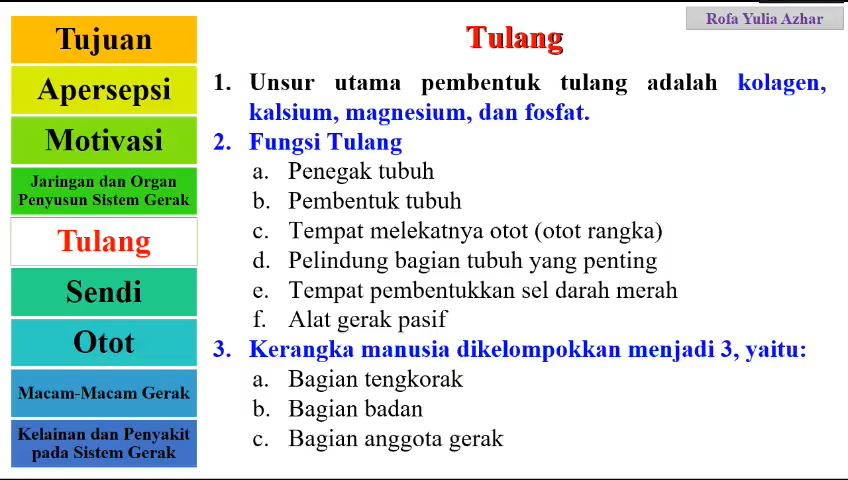 Rofa Yulia Azhar
Tujuan
Apersepsi
Motivasi
Jaringan dan Organ
Penyusun Sistem Gerak
Tulang
Sendi
Otot
Macam-Macam Gerak
Kelainan dan Penyakit
pada Sistem Gerak
Tulang
1. Unsur utama pembentuk tulang adalah kolagen,
kalsium, magnesium, dan fosfat.
2. Fungsi Tulang
a. Penegak tubuh
b. Pembentuk tubuh
c. Tempat melekatnya otot (otot rangka)
d. Pelindung bagian tubuh yang penting
e. Tempat pembentukkan sel darah merah
f. Alat gerak pasif
3. Kerangka manusia dikelompokkan menjadi 3, yaitu:
a. Bagian tengkorak
b. Bagian badan
c. Bagian anggota gerak